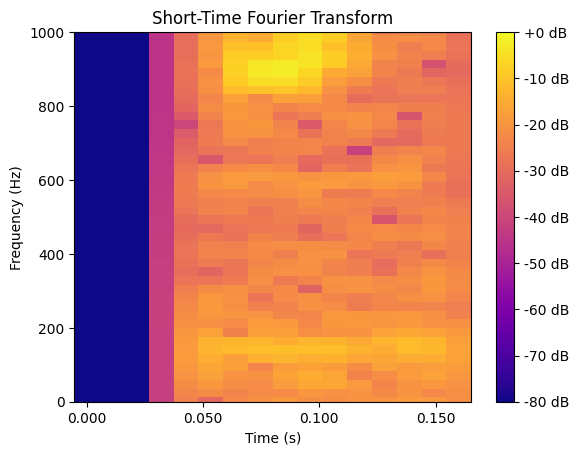 Short-Time Fourier Transform
Frequency (Hz)
1000
800
600
400
200
0
0.000
0.050
0.100
0.150
Time (s)
+0 dB
-10 dB
-20 dB
-30 dB
-40 dB
-50 dB
-60 dB
-70 dB
-80 dB